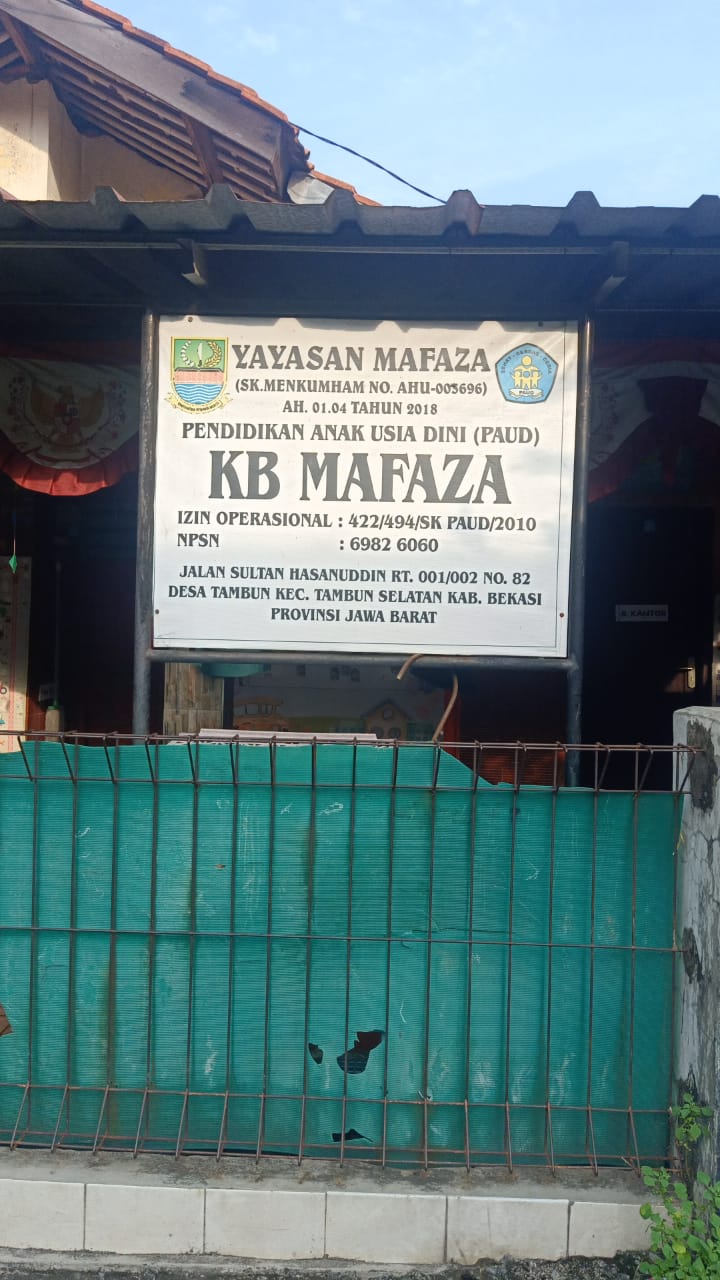 YAYASAN MAFAZA
(SK.MENKUMHAM NO. AHU-003696)
AH. 01.04 TAHUN 2018
PENDIDIKAN ANAK USIA DINI (PAUD)
KB MAFAZA
IZIN OPERASIONAL : 422/494/SK PAUD/2010
NPSN : 6982 6060
JALAN SULTAN HASANUDDIN RT. 001/002 NO. 82
DESA TAMBUN KEC. TAMBUN SELATAN KAB. BEKASI
PROVINSI JAWA BARAT
PAUD
KANTOR